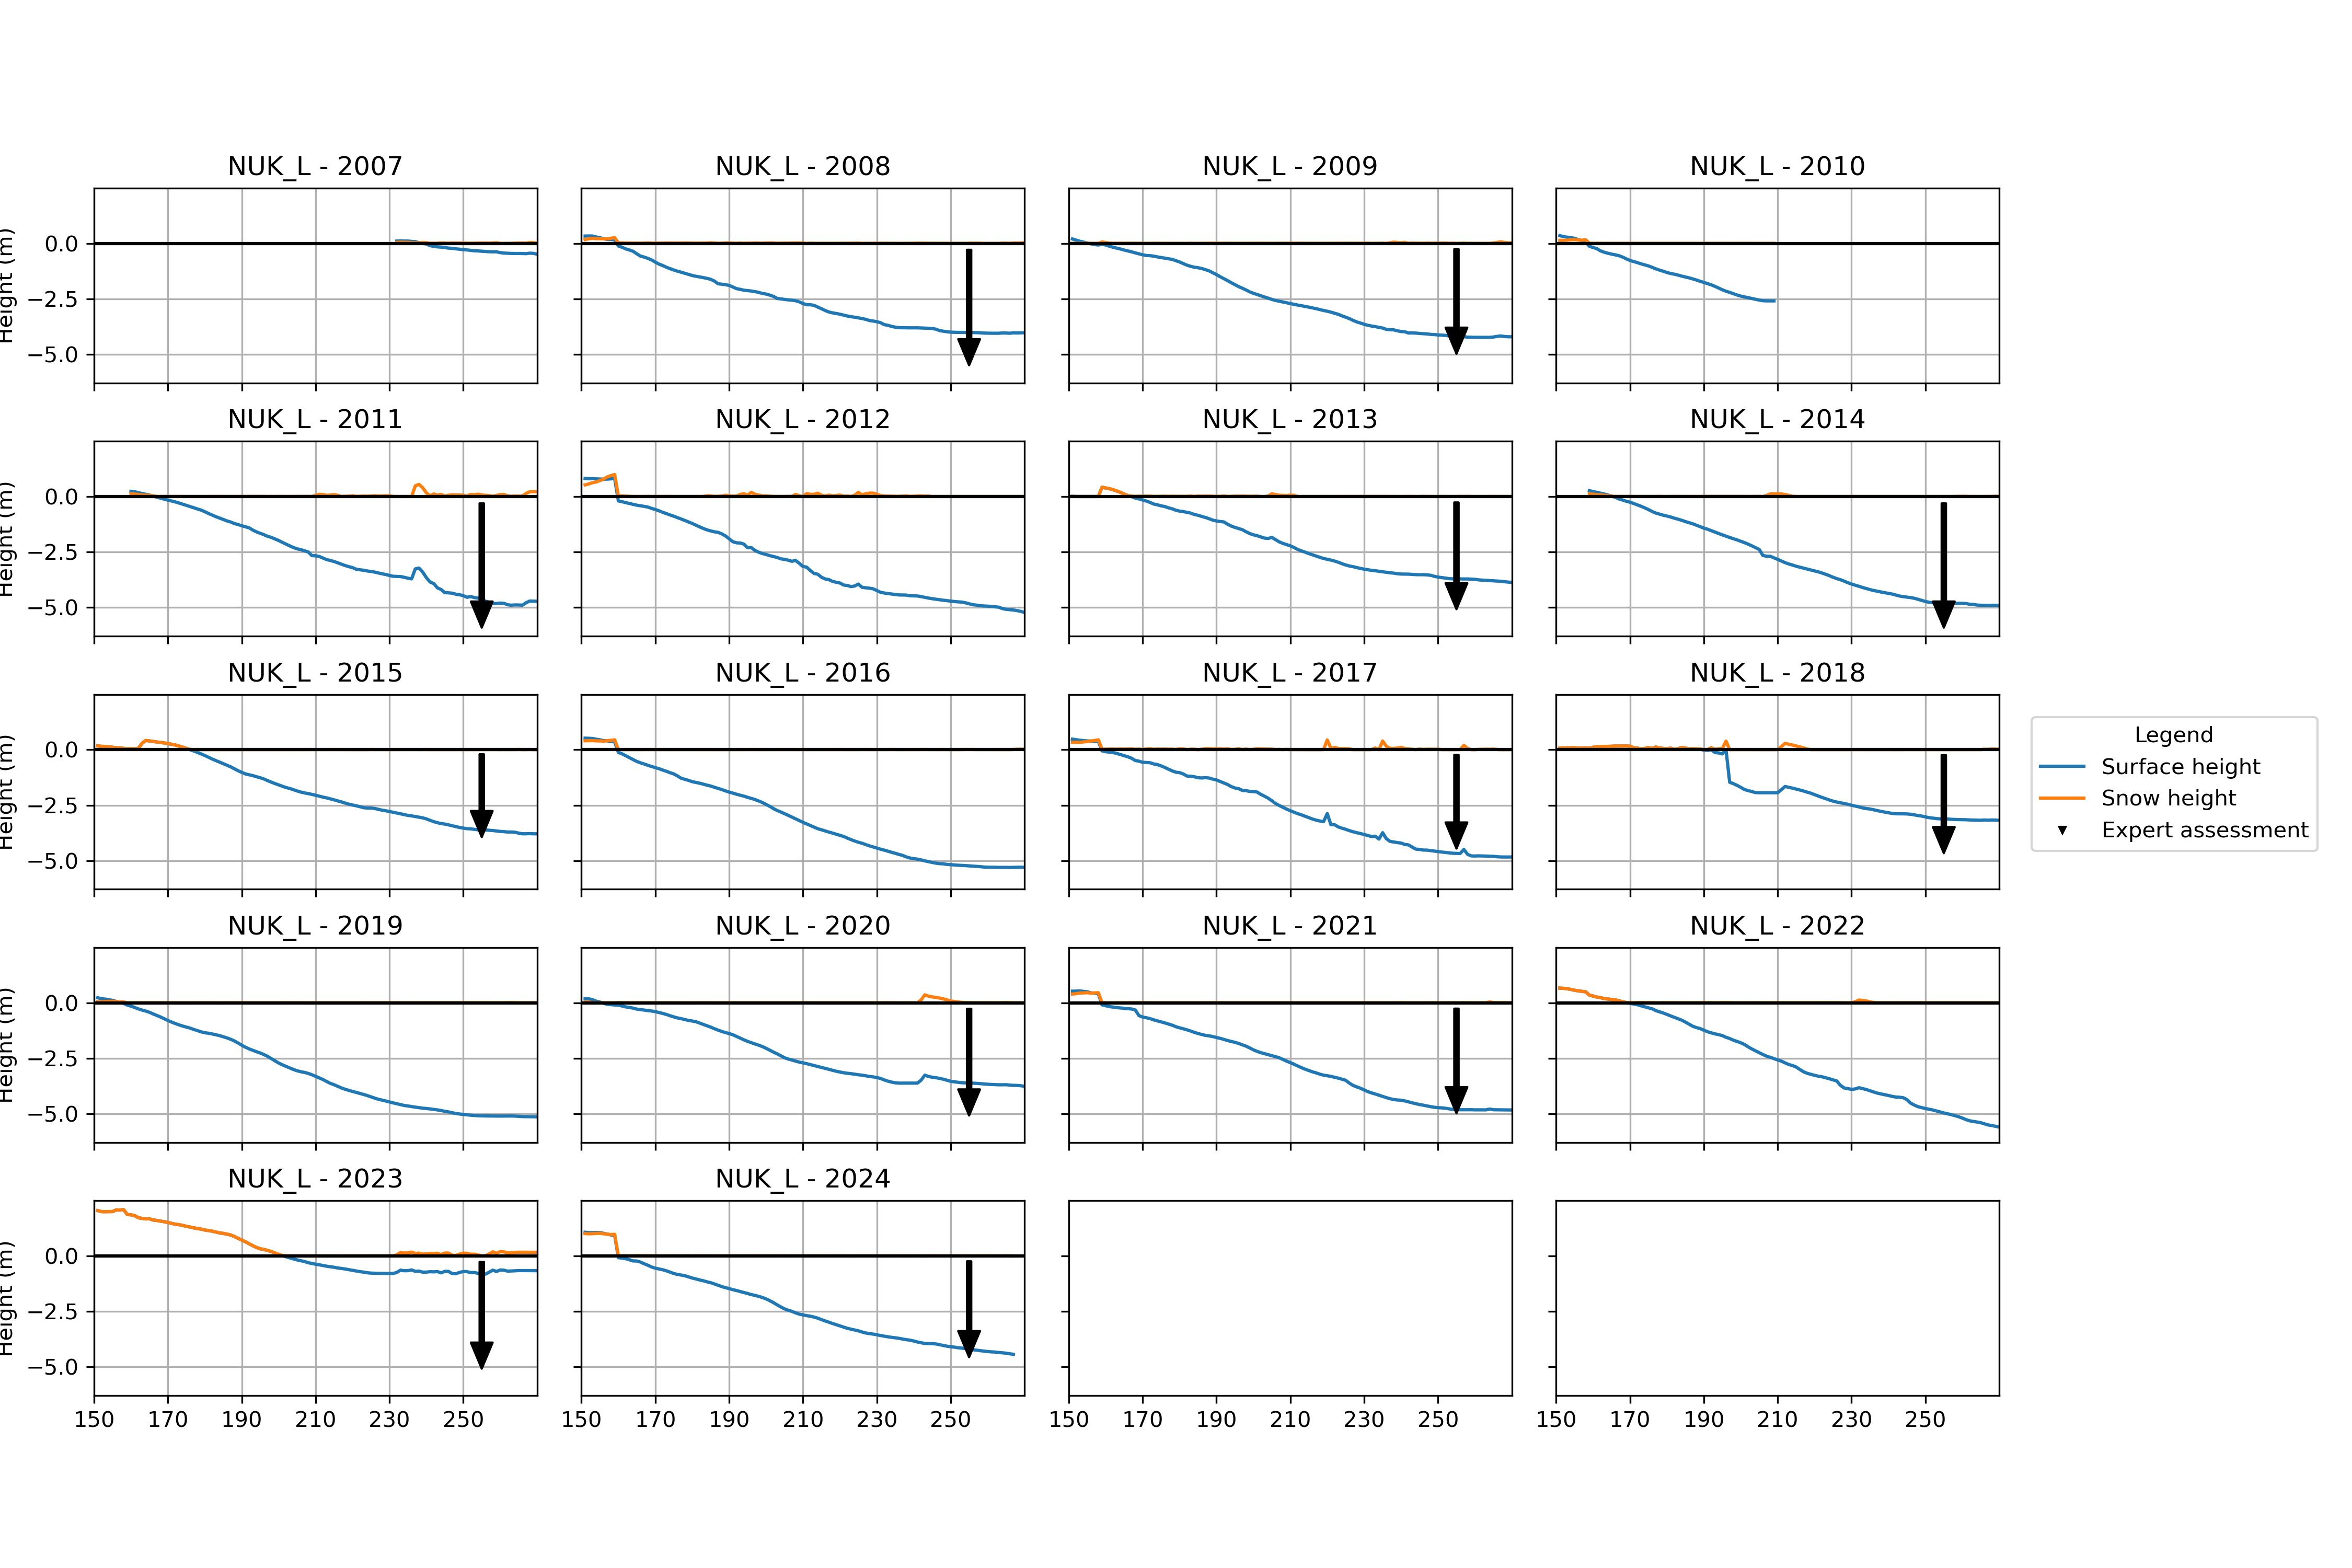 NUK_L - 2007 NUK_L - 2008 NUK_L - 2009 NUK_L - 2010
Height (m)
0.0
−2.5
−5.0
NUK_L - 2011 NUK_L - 2012 NUK_L - 2013 NUK_L - 2014
Height (m)
0.0
−2.5
−5.0
NUK_L - 2015 NUK_L - 2016 NUK_L - 2017 NUK_L - 2018
Height (m)
0.0
−2.5
−5.0
Legend
Surface height
Snow height
Expert assessment
NUK_L - 2019 NUK_L - 2020 NUK_L - 2021 NUK_L - 2022
Height (m)
0.0
−2.5
−5.0
NUK_L - 2023 NUK_L - 2024
Height (m)
0.0
−2.5
−5.0
150 170 190 210 230 250 150 170 190 210 230 250 150 170 190 210 230 250 150 170 190 210 230 250